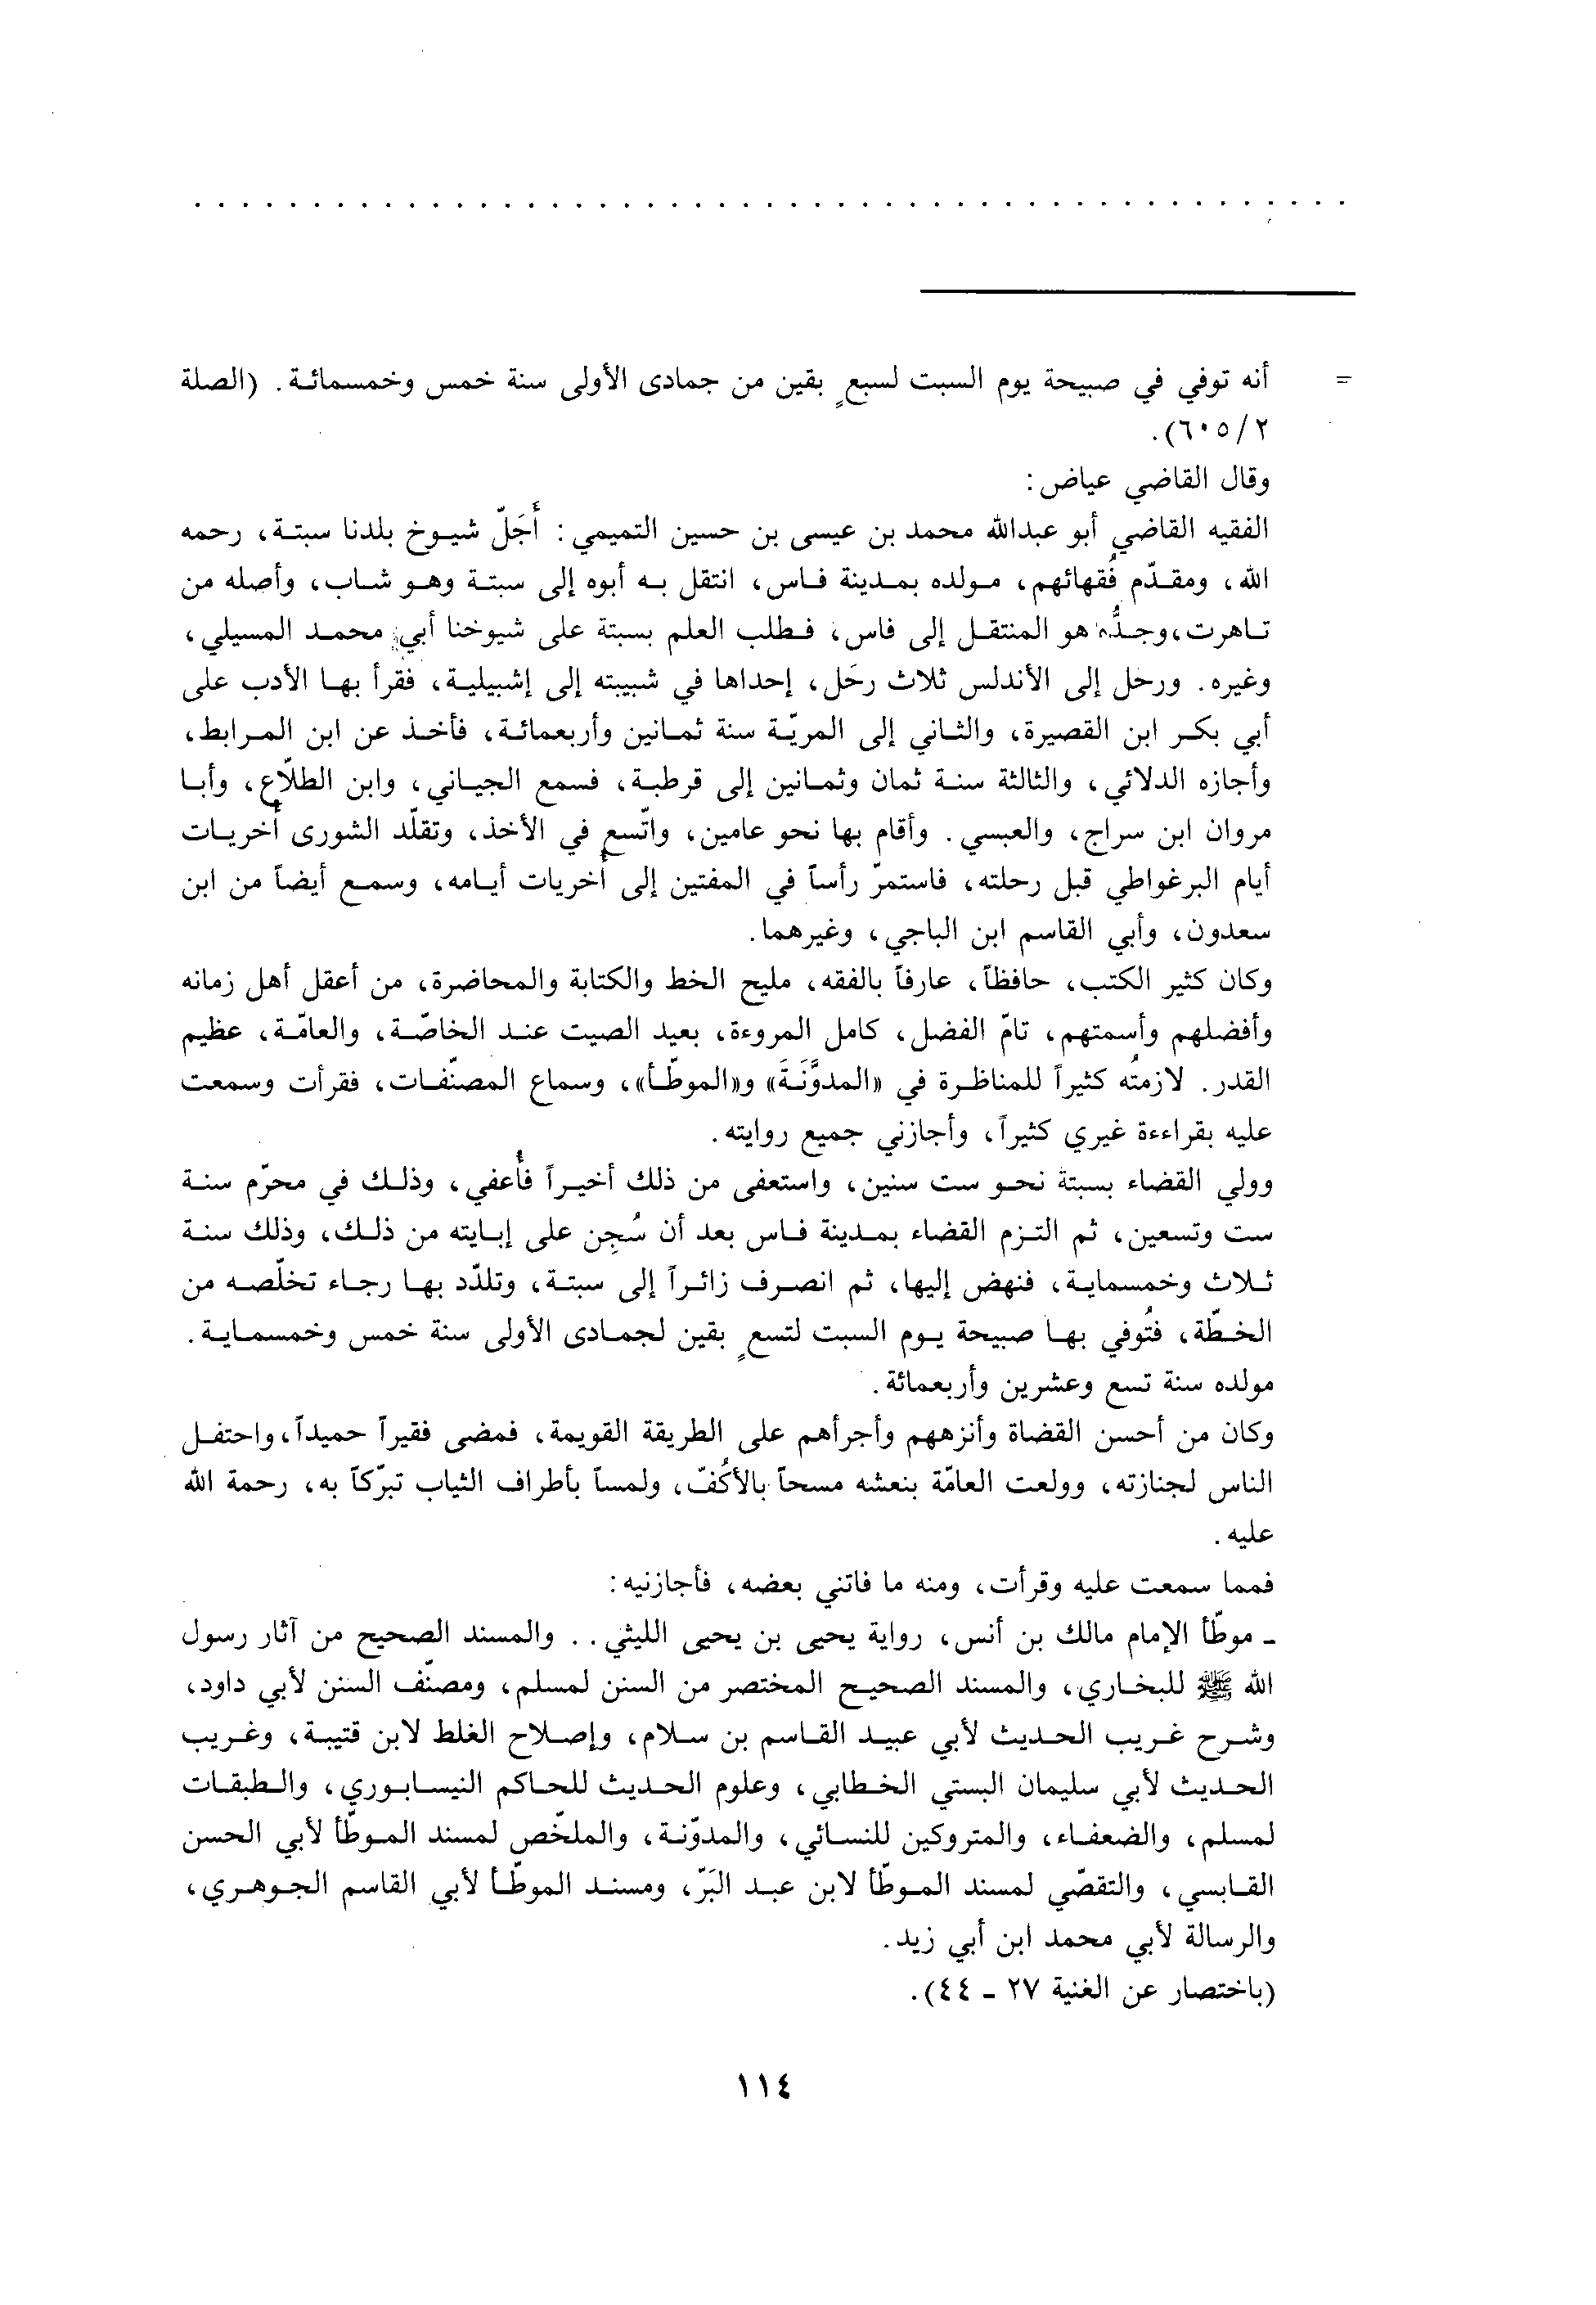 . . . . . . . . . . . . . . . . . . . . . . . . . . . . . . . . . . . . . . . . . . . . . . . . .
= أنه توفي في صبيحة يوم السبت لسبعٍ بقين من جمادى الأولى سنة خمس وخمسمائة. (الصلة
٢/٦٠٥).
وقال القاضي عياض:
الفقيه القاضي أبو عبدالله محمد بن عيسى بن حسين التميمي: أَجَلّ شيوخ بلدنا سبتة، رحمه
الله، ومقدّم فُقهائهم، مولده بمدينة فاس، انتقل به أبوه إلى سبتة وهو شاب، وأصله من
تاهرت، وجدُّه هو المنتقل إلى فاس، فطلب العلم بسبتة على شيوخنا أبي محمد المسيلي،
وغيره. ورحل إلى الأندلس ثلاث رحَل، إحداها في شبيبته إلى إشبيلية، فقرأ بها الأدب على
أبي بكر ابن القصيرة، والثاني إلى المريّة سنة ثمانين وأربعمائة، فأخذ عن ابن المرابط،
وأجازه الدلائي، والثالثة سنة ثمان وثمانين إلى قرطبة، فسمع الجياني، وابن الطلّاع، وأبا
مروان ابن سراج، والعبسي. وأقام بها نحو عامين، واتّسع في الأخذ، وتقلّد الشورى أُخريات
أيام البرغواطي قبل رحلته، فاستمرّ رأساً في المفتين إلى أُخريات أيامه، وسمع أيضاً من ابن
سعدون، وأبي القاسم ابن الباجي، وغيرهما.
وكان كثير الكتب، حافظاً، عارفاً بالفقه، مليح الخط والكتابة والمحاضرة، من أعقل أهل زمانه
وأفضلهم وأسمتهم، تامّ الفضل، كامل المروءة، بعيد الصيت عند الخاصّة، والعامّة، عظيم
القدر. لازمتُه كثيراً للمناظرة في «المدوَّنَة» و«الموطّأ»، وسماع المصنّفات، فقرأت وسمعت
عليه بقراءة غيري كثيراً، وأجازني جميع روايته.
وولي القضاء بسبتة نحو ست سنين، واستعفى من ذلك أخيراً فأُعفي، وذلك في محرّم سنة
ست وتسعين، ثم التزم القضاء بمدينة فاس بعد أن سُجِن على إبايته من ذلك، وذلك سنة
ثلاث وخمسماية، فنهض إليها، ثم انصرف زائراً إلى سبتة، وتلدّد بها رجاء تخلّصه من
الخطّة، فتُوفي بها صبيحة يوم السبت لتسعٍ بقين لجمادى الأولى سنة خمس وخمسماية.
مولده سنة تسع وعشرين وأربعمائة.
وكان من أحسن القضاة وأنزههم وأجرأهم على الطريقة القويمة، فمضى فقيراً حميداً، واحتفل
الناس لجنازته، وولعت العامّة بنعشه مسحاً بالأكُفّ، ولمساً بأطراف الثياب تبرّكاً به، رحمة الله
عليه.
فمما سمعت عليه وقرأت، ومنه ما فاتني بعضه، فأجازنيه:
ـ موطّأ الإمام مالك بن أنس، رواية يحيى بن يحيى الليثي.. والمسند الصحيح من آثار رسول
الله ﷺ للبخاري، والمسند الصحيح المختصر من السنن لمسلم، ومصنّف السنن لأبي داود،
وشرح غريب الحديث لأبي عبيد القاسم بن سلام، وإصلاح الغلط لابن قتيبة، وغريب
الحديث لأبي سليمان البستي الخطابي، وعلوم الحديث للحاكم النيسابوري، والطبقات
لمسلم، والضعفاء، والمتروكين للنسائي، والمدوّنة، والملخّص لمسند الموطّأ لأبي الحسن
القابسي، والتقصّي لمسند الموطّأ لابن عبد البَرّ، ومسند الموطّأ لأبي القاسم الجوهري،
والرسالة لأبي محمد ابن أبي زيد.
(باختصار عن الغنية ٢٧ ـ ٤٤).
١١٤